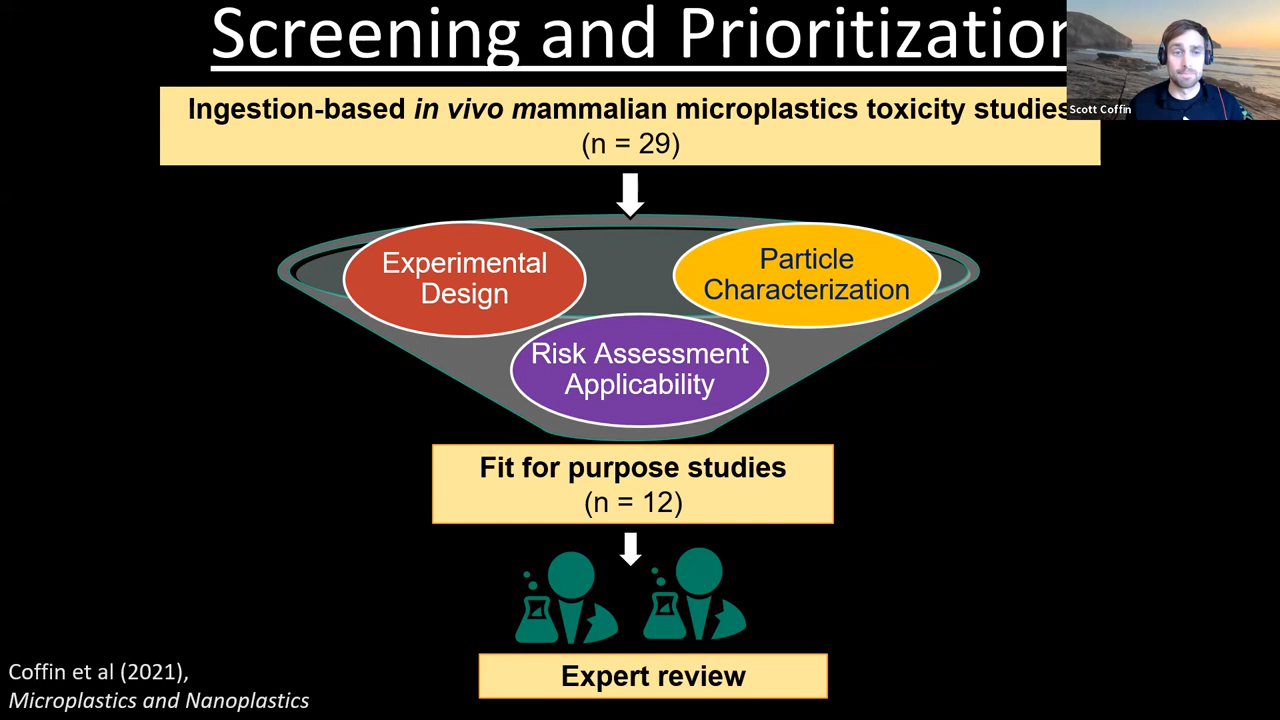 Screening and Prioritization
Ingestion-based in vivo mammalian microplastics toxicity studies
(n = 29)
Scott Coffin
Experimental
Design
Particle
Characterization
Risk Assessment
Applicability
Fit for purpose studies
(n = 12)
Expert review
Coffin et al (2021),
Microplastics and Nanoplastics